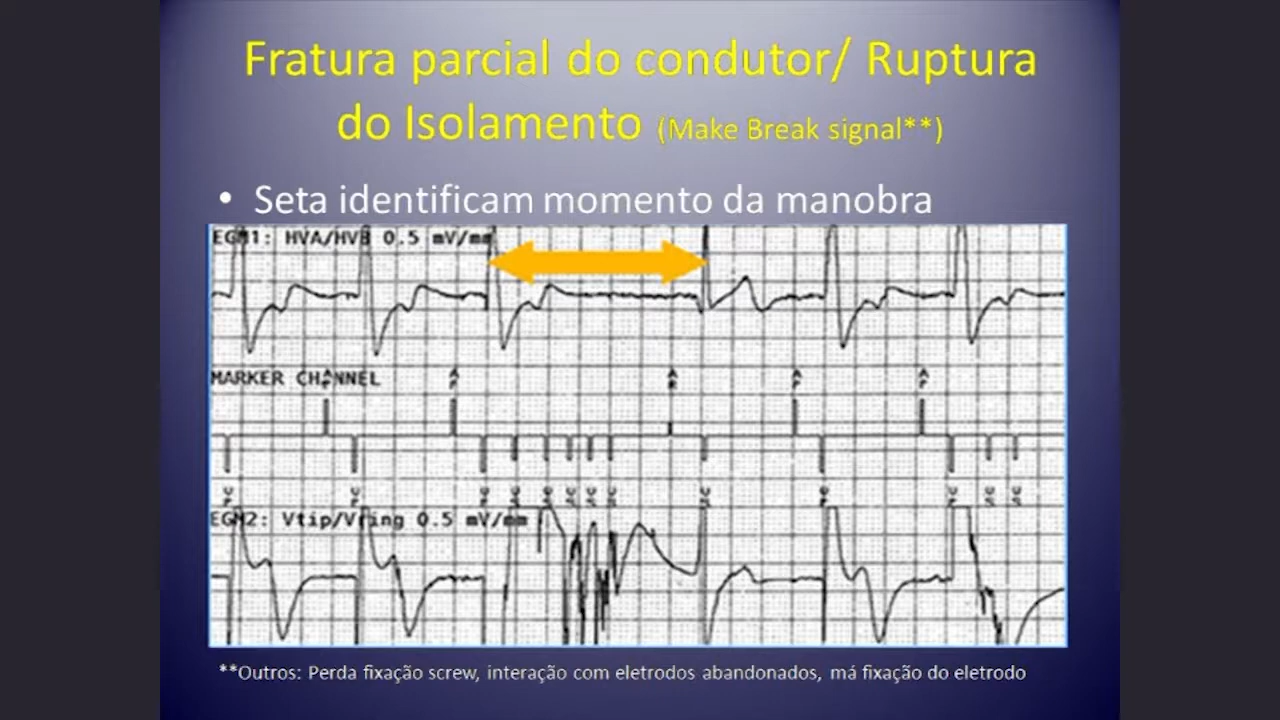 Fratura parcial do condutor/ Ruptura
do Isolamento (Make Break signal**)
• Seta identificam momento da manobra
EGM1: HVA/HVB 0.5 mV/mm
MARKER CHANNEL
EGM2: Vtip/Vring 0.5 mV/mm
**Outros: Perda fixação screw, interação com eletrodos abandonados, má fixação do eletrodo